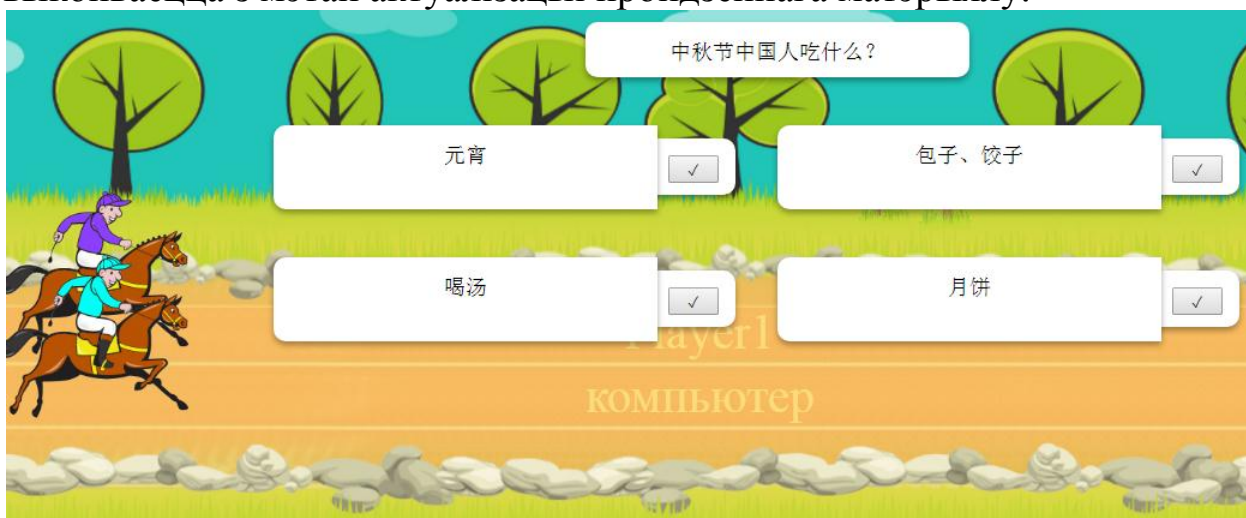 中秋节中国人吃什么?
元宵
✓
包子、饺子
✓
喝汤
✓
月饼
✓
Player1
компьютер